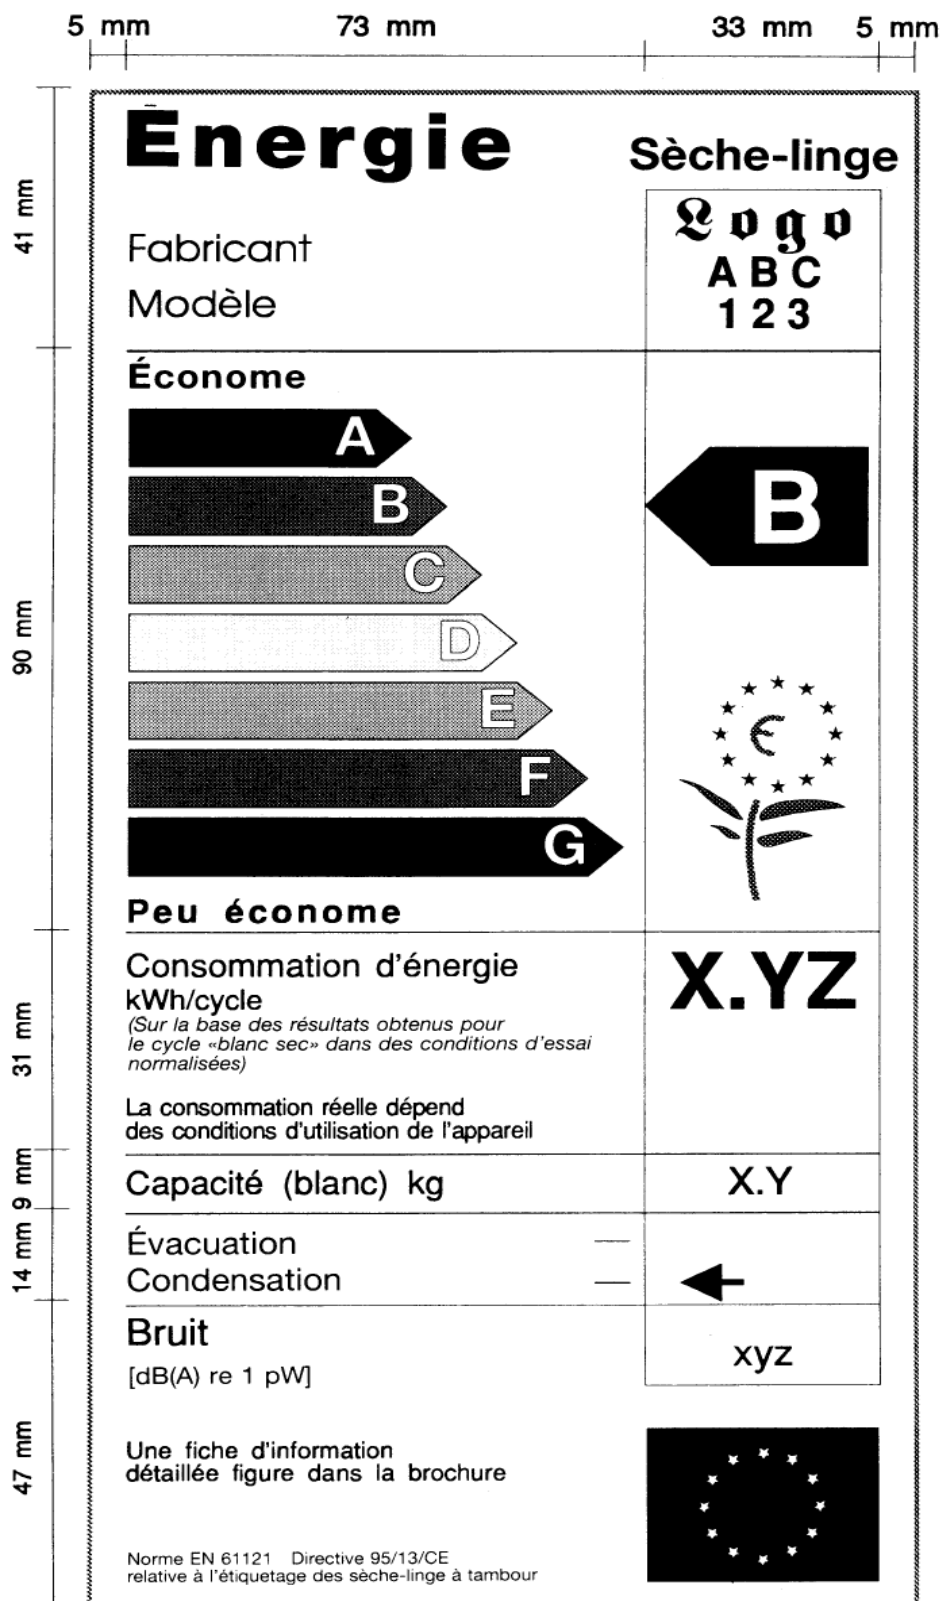 5 mm 73 mm 33 mm 5 mm
41 mm
90 mm
31 mm
9 mm
14 mm
47 mm
Énergie
Sèche-linge
Fabricant
Modèle
Logo
ABC
123
Économe
A
B
C
D
E
F
G
B
Peu économe
Consommation d'énergie
kWh/cycle
(Sur la base des résultats obtenus pour
le cycle «blanc sec» dans des conditions d'essai
normalisées)
X.YZ
La consommation réelle dépend
des conditions d'utilisation de l'appareil
Capacité (blanc) kg X.Y
Évacuation —
Condensation —
Bruit
[dB(A) re 1 pW]
xyz
Une fiche d'information
détaillée figure dans la brochure
Norme EN 61121 Directive 95/13/CE
relative à l'étiquetage des sèche-linge à tambour